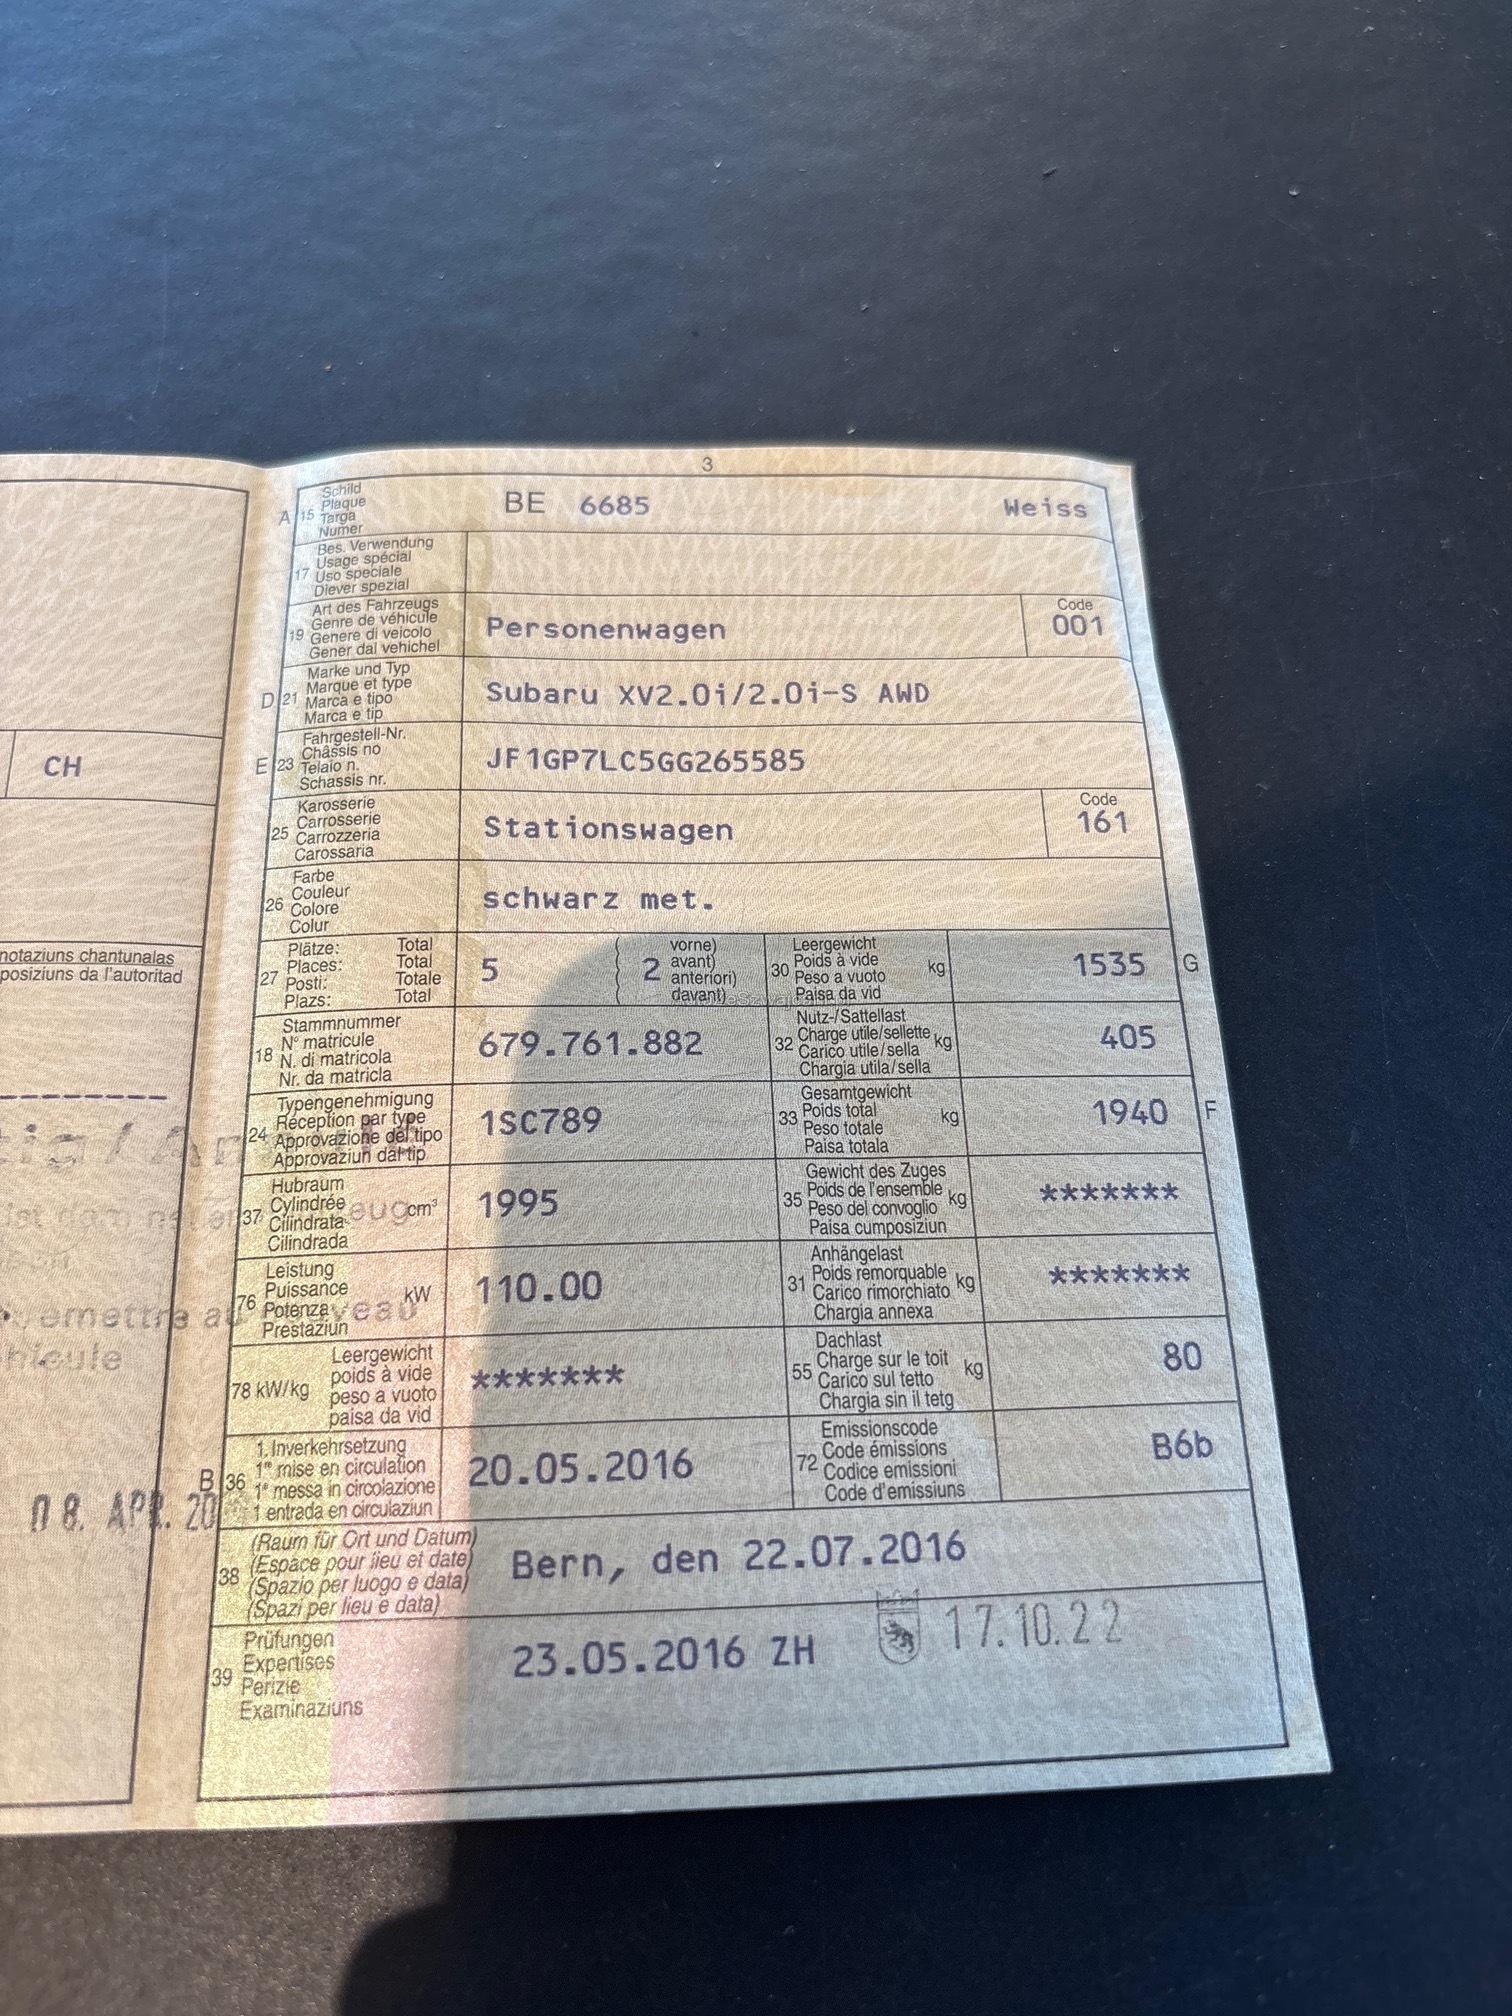 3
A 15 Schild
Plaque
Targa
Numer
BE 6685 Weiss
17 Bes. Verwendung
Usage spécial
Uso speciale
Diever spezial
19 Art des Fahrzeugs
Genre de véhicule
Genere di veicolo
Gener dal vehichel
Personenwagen
Code
001
D 21 Marke und Typ
Marque et type
Marca e tipo
Marca e tip
Subaru XV2.0i/2.0i-S AWD
E 23 Fahrgestell-Nr.
Châssis no
Telaio n.
Schassis nr.
JF1GP7LC5GG265585
25 Karosserie
Carrosserie
Carrozzeria
Carossaria
Stationswagen
Code
161
26 Farbe
Couleur
Colore
Colur
schwarz met.
27 Plätze: Total
Places: Total
Posti: Totale
Plazs: Total
5
( 2 vorne)
avant)
anteriori)
davant)
30 Leergewicht
Poids à vide
Peso a vuoto
Paisa da vid
kg
1535 G
18 Stammnummer
N° matricule
N. di matricola
Nr. da matricla
679.761.882
32 Nutz-/Sattellast
Charge utile/sellette
Carico utile/sella
Chargia utila/sella
kg
405
24 Typengenehmigung
Réception par type
Approvazione del tipo
Approvaziun dal tip
1SC789
33 Gesamtgewicht
Poids total
Peso totale
Paisa totala
kg
1940 F
37 Hubraum
Cylindrée
Cilindrata
Cilindrada
cm³
1995
35 Gewicht des Zuges
Poids de l'ensemble
Peso del convoglio
Paisa cumposiziun
kg
*******
76 Leistung
Puissance
Potenza
Prestaziun
kW
110.00
31 Anhängelast
Poids remorquable
Carico rimorchiato
Chargia annexa
kg
*******
78 kW/kg
Leergewicht
poids à vide
peso a vuoto
paisa da vid
*******
55 Dachlast
Charge sur le toit
Carico sul tetto
Chargia sin il tetg
kg
80
B 36 1. Inverkehrsetzung
1re mise en circulation
1a messa in circolazione
1 entrada en circulaziun
20.05.2016
72 Emissionscode
Code émissions
Codice emissioni
Code d'emissiuns
B6b
38 (Raum für Ort und Datum)
(Espace pour lieu et date)
(Spazio per luogo e data)
(Spazi per lieu e data)
Bern, den 22.07.2016
39 Prüfungen
Expertises
Perizie
Examinaziuns
23.05.2016 ZH
17.10.22
CH
notaziuns chantunalas
posiziuns da l'autoritad
08. APR. 20